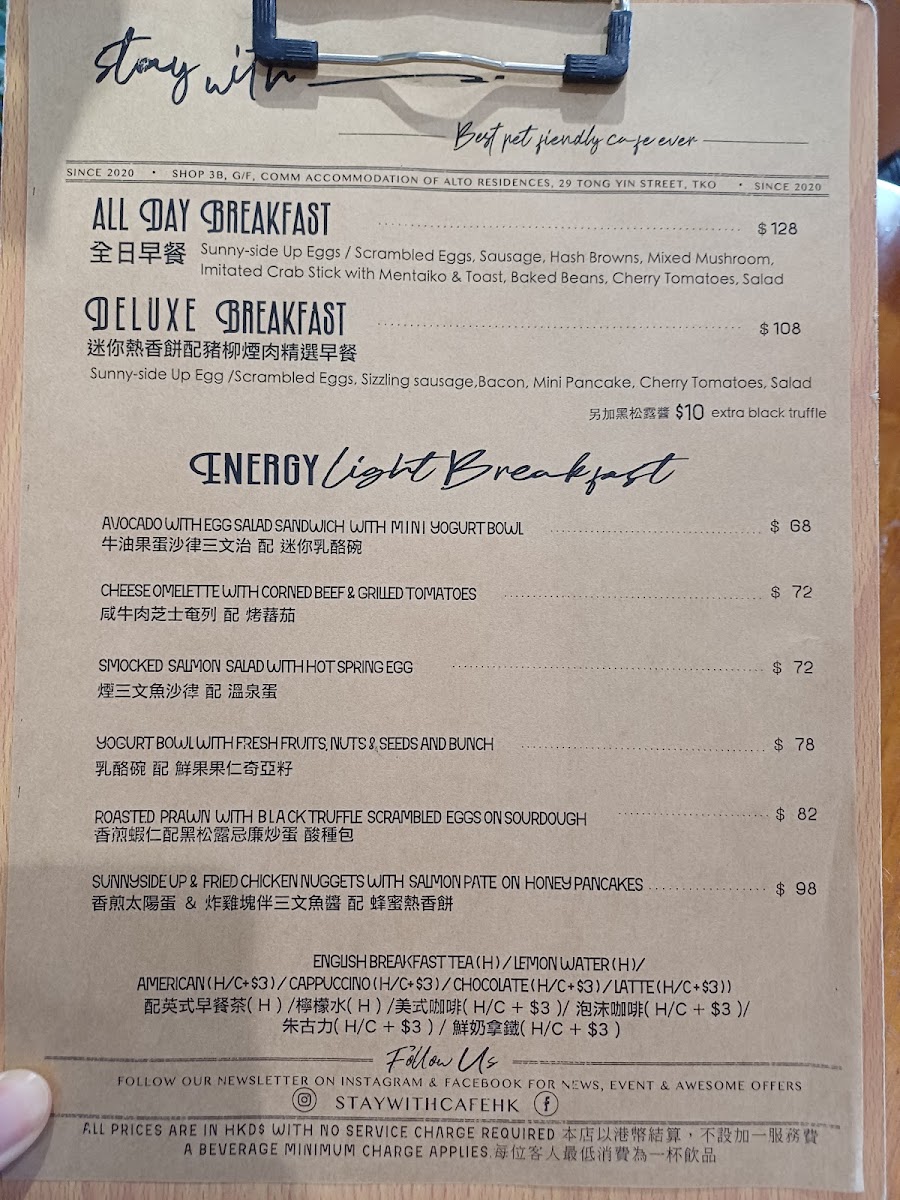 stay with
Best pet fiendly cafe ever
SINCE 2020 • SHOP 3B, G/F, COMM ACCOMMODATION OF ALTO RESIDENCES, 29 TONG YIN STREET, TKO • SINCE 2020
ALL DAY BREAKFAST $128
全日早餐 Sunny-side Up Eggs / Scrambled Eggs, Sausage, Hash Browns, Mixed Mushroom,
Imitated Crab Stick with Mentaiko & Toast, Baked Beans, Cherry Tomatoes, Salad
DELUXE BREAKFAST $108
迷你熱香餅配豬柳煙肉精選早餐
Sunny-side Up Egg /Scrambled Eggs, Sizzling sausage,Bacon, Mini Pancake, Cherry Tomatoes, Salad
另加黑松露醬 $10 extra black truffle
ENERGY Light Breakfast
AVOCADO WITH EGG SALAD SANDWICH WITH MINI YOGURT BOWL $ 68
牛油果蛋沙律三文治 配 迷你乳酪碗
CHEESE OMELETTE WITH CORNED BEEF & GRILLED TOMATOES $ 72
咸牛肉芝士奄列 配 烤蕃茄
SMOCKED SALMON SALAD WITH HOT SPRING EGG $ 72
煙三文魚沙律 配 溫泉蛋
YOGURT BOWL WITH FRESH FRUITS, NUTS & SEEDS AND BUNCH $ 78
乳酪碗 配 鮮果果仁奇亞籽
ROASTED PRAWN WITH BLACK TRUFFLE SCRAMBLED EGGS ON SOURDOUGH $ 82
香煎蝦仁配黑松露忌廉炒蛋 酸種包
SUNNYSIDE UP & FRIED CHICKEN NUGGETS WITH SALMON PATE ON HONEY PANCAKES $ 98
香煎太陽蛋 & 炸雞塊伴三文魚醬 配 蜂蜜熱香餅
ENGLISH BREAKFAST TEA ( H ) / LEMON WATER ( H ) /
AMERICAN ( H/C+$3 ) / CAPPUCCINO ( H/C+$3 ) / CHOCOLATE ( H/C+$3 ) / LATTE ( H/C+$3 ))
配英式早餐茶( H ) /檸檬水( H ) /美式咖啡( H/C + $3 )/ 泡沫咖啡( H/C + $3 )/
朱古力( H/C + $3 ) / 鮮奶拿鐵( H/C + $3 )
Follow Us
FOLLOW OUR NEWSLETTER ON INSTAGRAM & FACEBOOK FOR NEWS, EVENT & AWESOME OFFERS
STAYWITHCAFEHK
ALL PRICES ARE IN HKD$ WITH NO SERVICE CHARGE REQUIRED 本店以港幣結算，不設加一服務費
A BEVERAGE MINIMUM CHARGE APPLIES.每位客人最低消費為一杯飲品